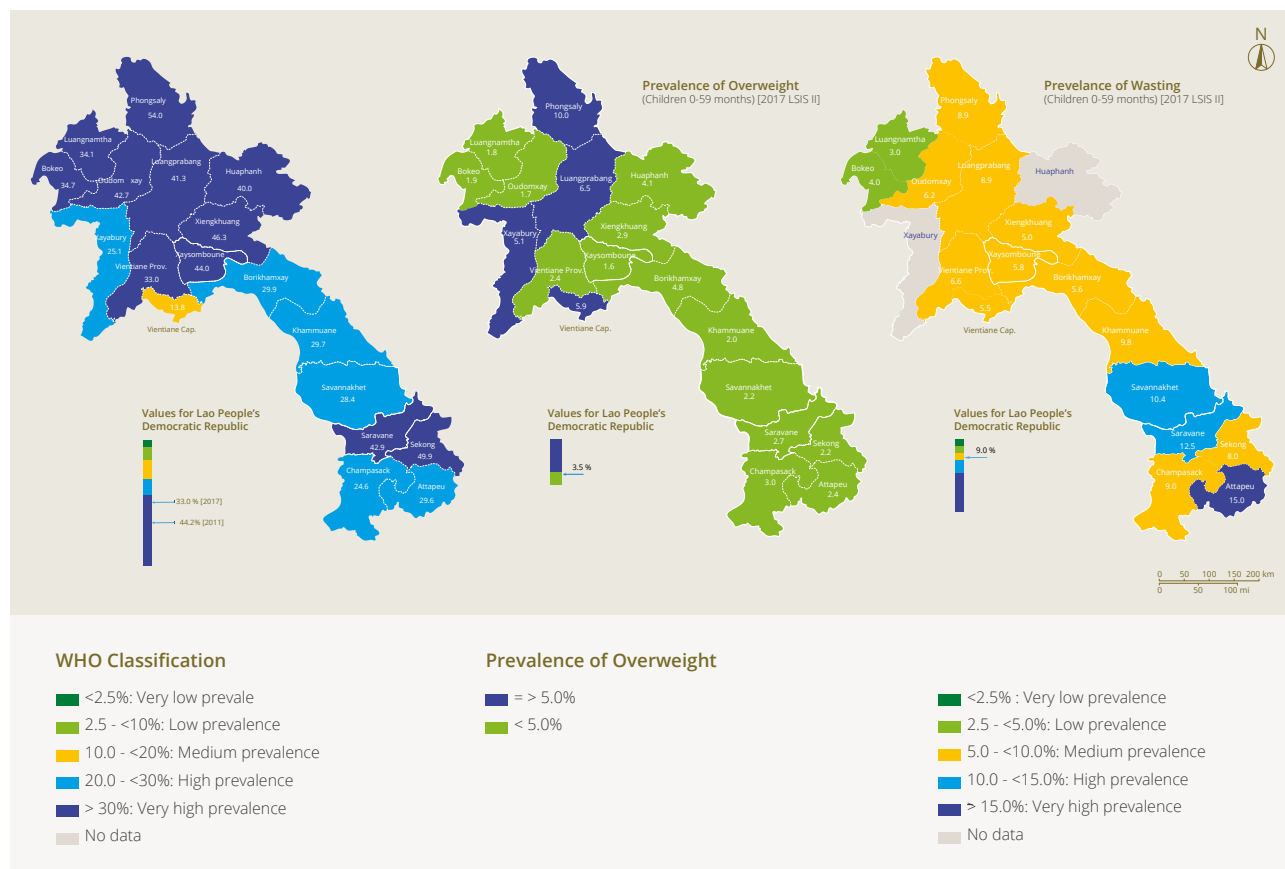 N
Phongsaly
54.0
Luangnamtha
34.1
Bokeo
34.7
Oudom xay
42.7
Luangprabang
41.3
Huaphanh
40.0
Xiengkhuang
46.3
ayabury
25.1
Xaysomboune
44.0
Vientiane Prov.
33.0
13.8
Vientiane Cap.
Borikhamxay
29.9
Khammuane
29.7
Savannakhet
28.4
Saravane
42.9
Sekong
49.9
Champasack
24.6
Attapeu
29.6
Values for Lao People's
Democratic Republic
33.0 % [2017]
44.2% [2011]
Prevalence of Overweight
(Children 0-59 months) [2017 LSIS II]
Phongsaly
10.0
Luangnamtha
1.8
Bokeo
1.9
Oudomxay
1.7
Luangprabang
6.5
Huaphanh
4.1
Xiengkhuang
2.9
Xayabury
5.1
Xaysomboune
1.6
Vientiane Prov.
2.4
5.9
Vientiane Cap.
Borikhamxay
4.8
Khammuane
2.0
Savannakhet
2.2
Saravane
2.7
Sekong
2.2
Champasack
3.0
Attapeu
2.4
Values for Lao People's
Democratic Republic
3.5 %
Prevelance of Wasting
(Children 0-59 months) [2017 LSIS II]
Phongsaly
8.9
Luangnamtha
3.0
Bokeo
4.0
Oudomxay
6.2
Luangprabang
8.9
Huaphanh
Xiengkhuang
5.0
Xayabury
Xaysomboune
5.8
Vientiane Prov.
6.6
5.5
Vientiane Cap.
Borikhamxay
5.6
Khammuane
9.8
Savannakhet
10.4
Saravane
12.5
Sekong
8.0
Champasack
9.0
Attapeu
15.0
Values for Lao People's
Democratic Republic
9.0 %
0 50 100 150 200 km
0 50 100 mi
WHO Classification
<2.5%: Very low prevale
2.5 - <10%: Low prevalence
10.0 - <20%: Medium prevalence
20.0 - <30%: High prevalence
> 30%: Very high prevalence
No data
Prevalence of Overweight
= > 5.0%
< 5.0%
<2.5% : Very low prevalence
2.5 - <5.0%: Low prevalence
5.0 - <10.0%: Medium prevalence
10.0 - <15.0%: High prevalence
> 15.0%: Very high prevalence
No data